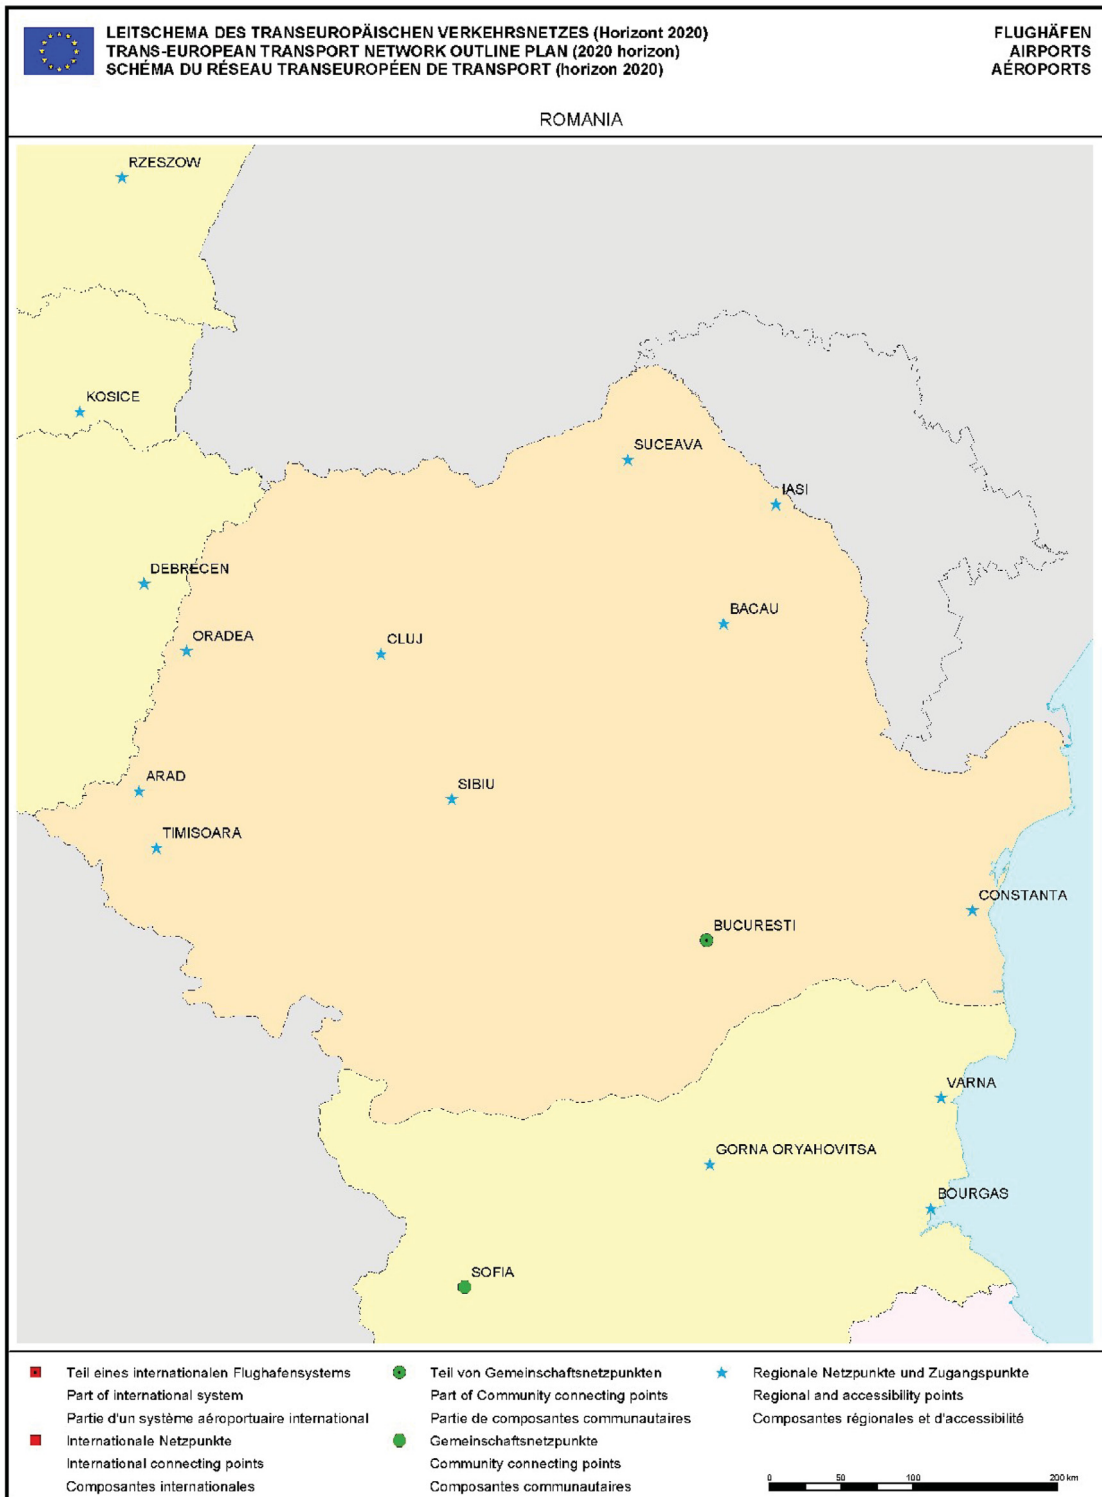 LEITSCHEMA DES TRANSEUROPÄISCHEN VERKEHRSNETZES (Horizont 2020)
TRANS-EUROPEAN TRANSPORT NETWORK OUTLINE PLAN (2020 horizon)
SCHÉMA DU RÉSEAU TRANSEUROPÉEN DE TRANSPORT (horizon 2020)
FLUGHÄFEN
AIRPORTS
AÉROPORTS
ROMANIA
RZESZOW
KOSICE
SUCEAVA
IASI
DEBRECEN
BACAU
ORADEA
CLUJ
ARAD
SIBIU
TIMISOARA
CONSTANTA
BUCURESTI
VARNA
GORNA ORYAHOVITSA
BOURGAS
SOFIA
Teil eines internationalen Flughafensystems
Part of international system
Partie d'un système aéroportuaire international
Internationale Netzpunkte
International connecting points
Composantes internationales
Teil von Gemeinschaftsnetzpunkten
Part of Community connecting points
Partie de composantes communautaires
Gemeinschaftsnetzpunkte
Community connecting points
Composantes communautaires
Regionale Netzpunkte und Zugangspunkte
Regional and accessibility points
Composantes régionales et d'accessibilité
0 50 100 200 km